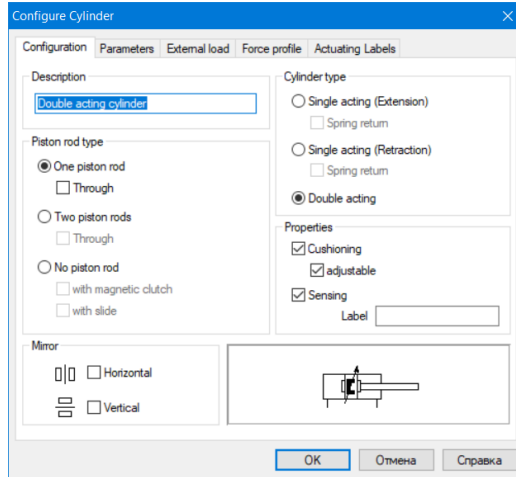 Configure Cylinder
Configuration Parameters External load Force profile Actuating Labels
Description
Double acting cylinder
Piston rod type
One piston rod
Through
Two piston rods
Through
No piston rod
with magnetic clutch
with slide
Cylinder type
Single acting (Extension)
Spring return
Single acting (Retraction)
Spring return
Double acting
Properties
Cushioning
adjustable
Sensing
Label
Mirror
Horizontal
Vertical
OK Отмена Справка